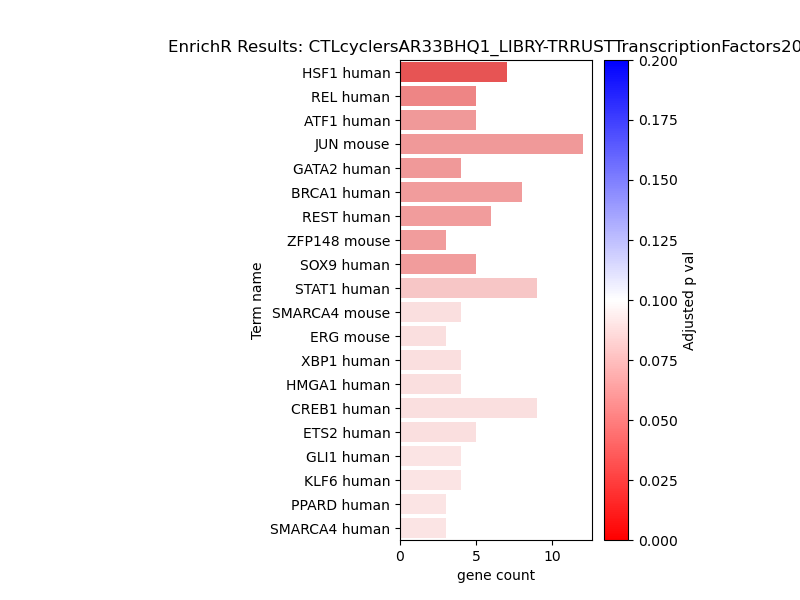 EnrichR Results: CTLcyclersAR33BHQ1_LIBRY-TRRUSTTranscriptionFactors20
HSF1 human
REL human
ATF1 human
JUN mouse
GATA2 human
BRCA1 human
REST human
ZFP148 mouse
SOX9 human
STAT1 human
SMARCA4 mouse
ERG mouse
XBP1 human
HMGA1 human
CREB1 human
ETS2 human
GLI1 human
KLF6 human
PPARD human
SMARCA4 human
Term name
0 5 10
gene count
0.200
0.175
0.150
0.125
0.100
0.075
0.050
0.025
0.000
Adjusted p val